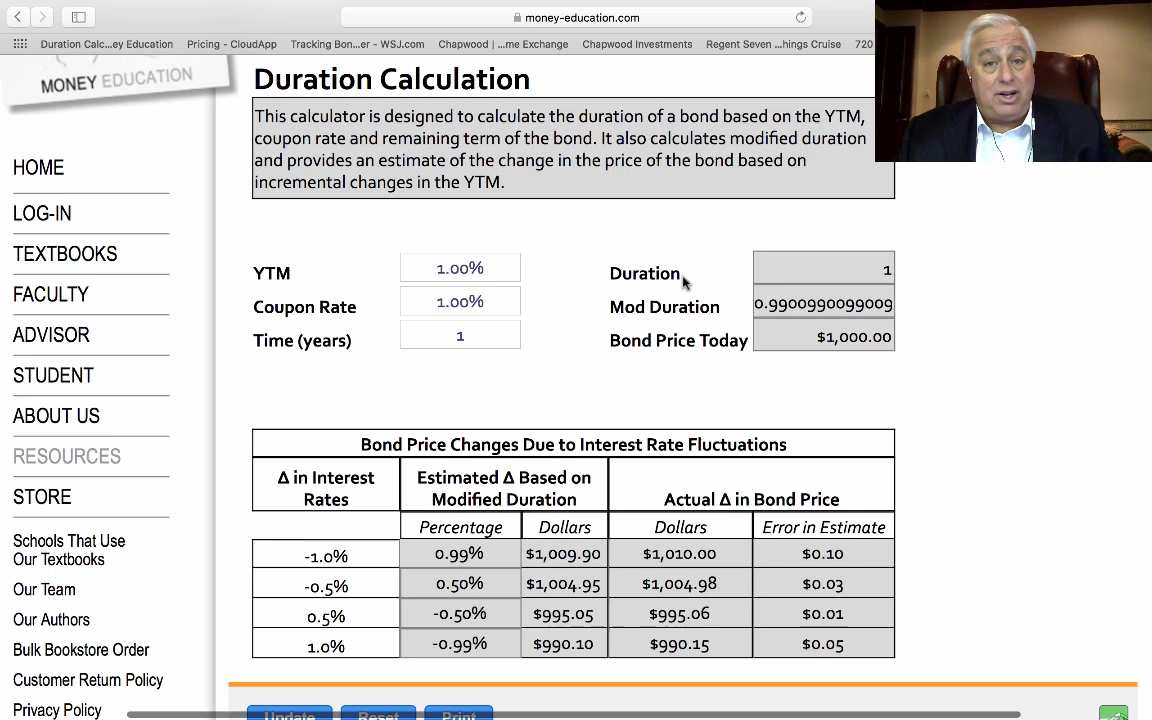 money-education.com
Duration Calc...ey Education Pricing - CloudApp Tracking Bon...er - WSJ.com Chapwood | ...me Exchange Chapwood Investments Regent Seven ...hings Cruise 720
MONEY EDUCATION
HOME
LOG-IN
TEXTBOOKS
FACULTY
ADVISOR
STUDENT
ABOUT US
RESOURCES
STORE
Schools That Use
Our Textbooks
Our Team
Our Authors
Bulk Bookstore Order
Customer Return Policy
Privacy Policy
Duration Calculation
This calculator is designed to calculate the duration of a bond based on the YTM,
coupon rate and remaining term of the bond. It also calculates modified duration
and provides an estimate of the change in the price of the bond based on
incremental changes in the YTM.
YTM 1.00% Duration 1
Coupon Rate 1.00% Mod Duration 0.9900990099009
Time (years) 1 Bond Price Today $1,000.00
Bond Price Changes Due to Interest Rate Fluctuations
Δ in Interest Rates
Estimated Δ Based on
Modified Duration
Actual Δ in Bond Price
Percentage Dollars Dollars Error in Estimate
-1.0% 0.99% $1,009.90 $1,010.00 $0.10
-0.5% 0.50% $1,004.95 $1,004.98 $0.03
0.5% -0.50% $995.05 $995.06 $0.01
1.0% -0.99% $990.10 $990.15 $0.05
Update Reset Print